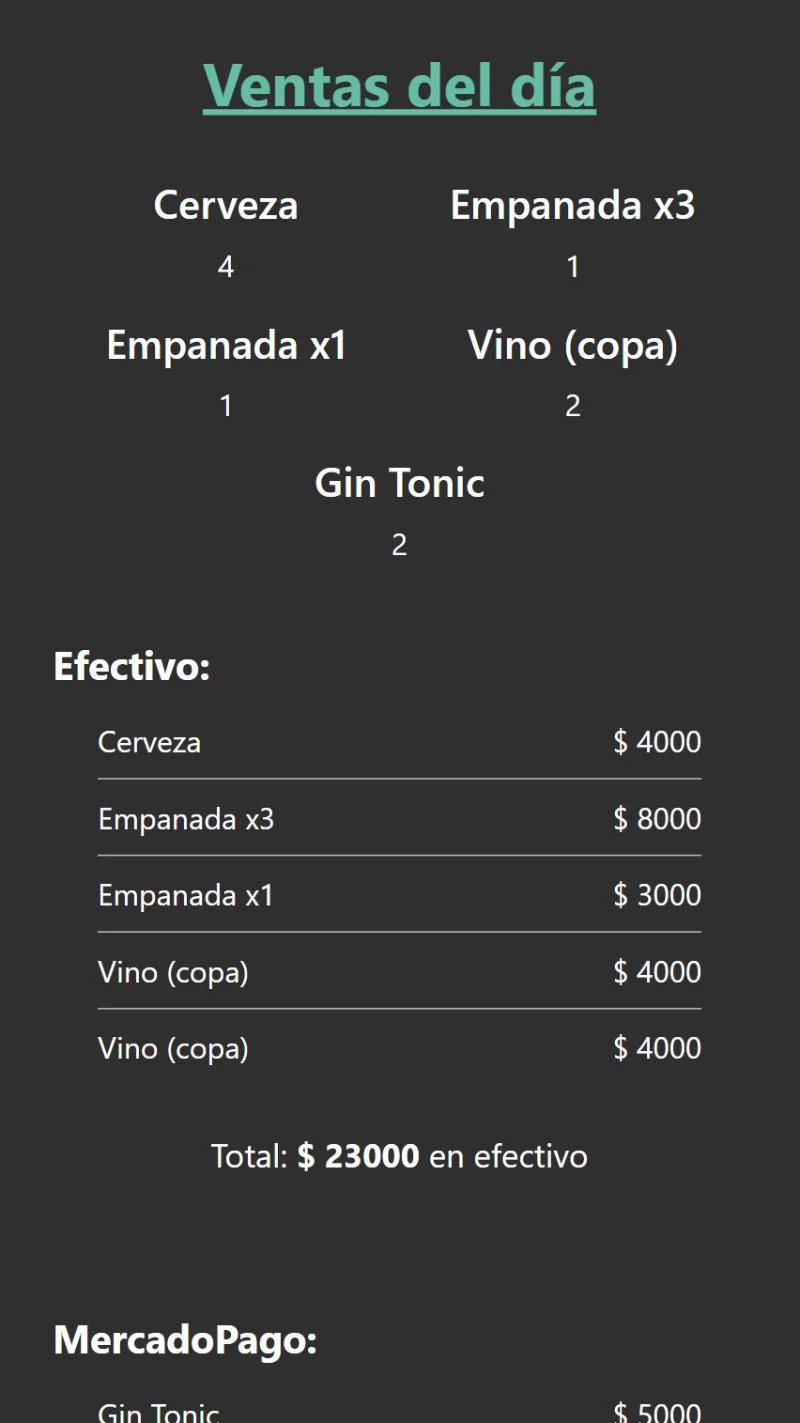 Ventas del día
Cerveza
4
Empanada x3
1
Empanada x1
1
Vino (copa)
2
Gin Tonic
2
Efectivo:
Cerveza $ 4000
Empanada x3 $ 8000
Empanada x1 $ 3000
Vino (copa) $ 4000
Vino (copa) $ 4000
Total: $ 23000 en efectivo
MercadoPago:
Gin Tonic $ 5000